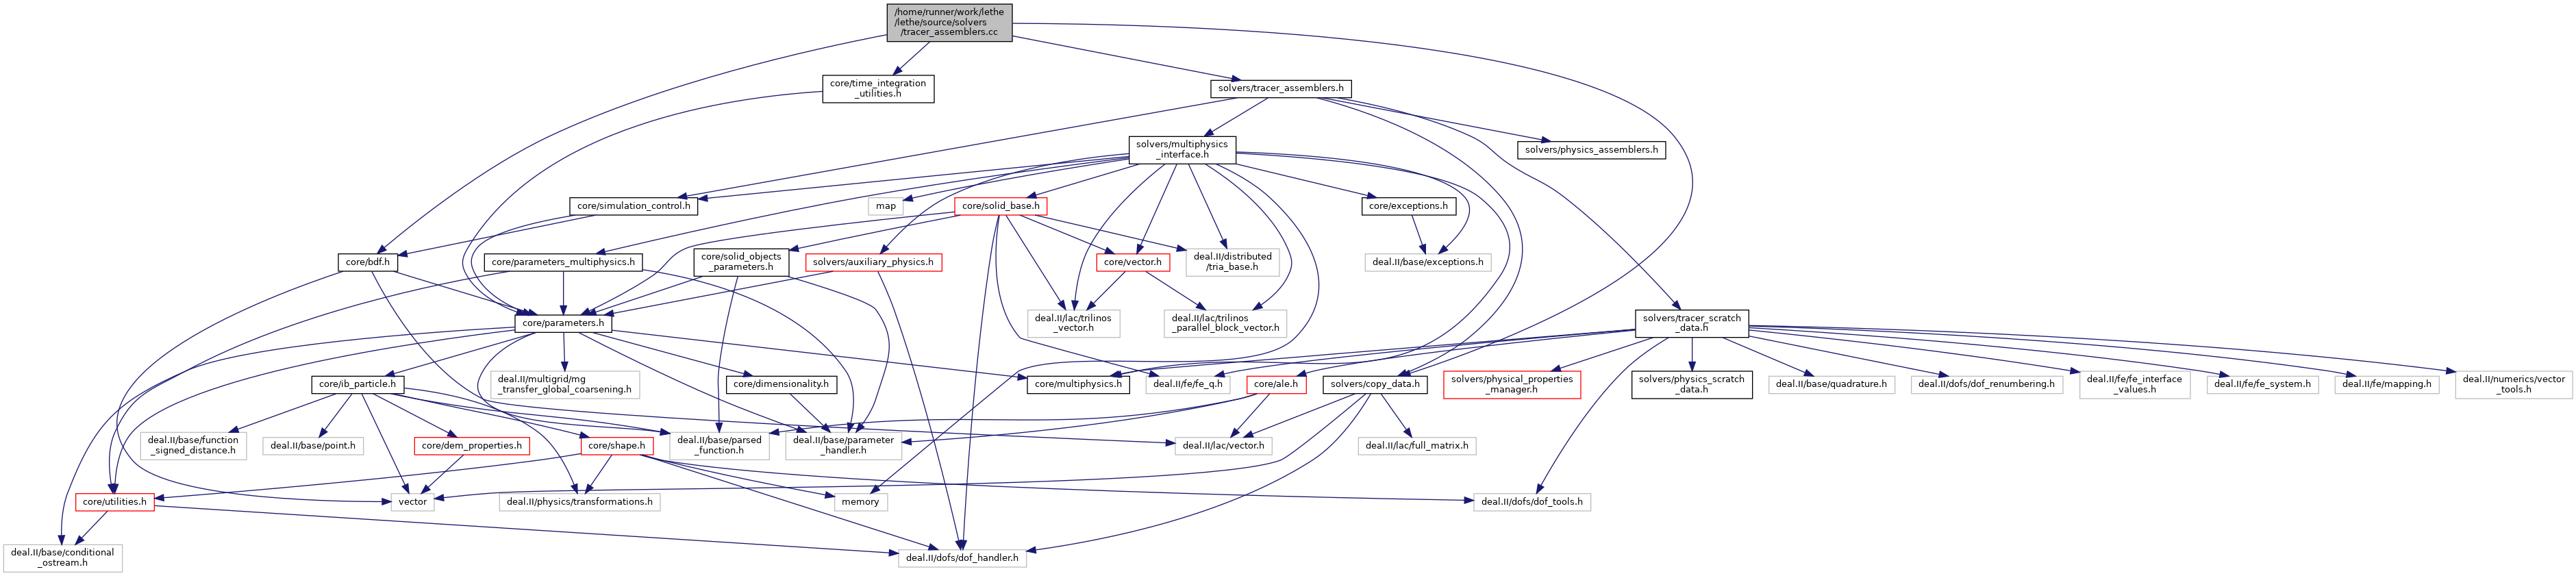 /home/runner/work/lethe
/lethe/source/solvers
/tracer_assemblers.cc
core/time_integration
_utilities.h
solvers/tracer_assemblers.h
solvers/multiphysics
_interface.h
solvers/physics_assemblers.h
core/simulation_control.h
map
core/solid_base.h
core/exceptions.h
core/bdf.h
core/parameters_multiphysics.h
core/solid_objects
_parameters.h
solvers/auxiliary_physics.h
core/vector.h
deal.II/distributed
/tria_base.h
deal.II/base/exceptions.h
core/parameters.h
deal.II/lac/trilinos
_vector.h
deal.II/lac/trilinos
_parallel_block_vector.h
solvers/tracer_scratch
_data.h
core/ib_particle.h
deal.II/multigrid/mg
_transfer_global_coarsening.h
core/dimensionality.h
core/multiphysics.h
deal.II/fe/fe_q.h
core/ale.h
solvers/copy_data.h
solvers/physical_properties
_manager.h
solvers/physics_scratch
_data.h
deal.II/base/quadrature.h
deal.II/dofs/dof_renumbering.h
deal.II/fe/fe_interface
_values.h
deal.II/fe/fe_system.h
deal.II/fe/mapping.h
deal.II/numerics/vector
_tools.h
deal.II/base/function
_signed_distance.h
deal.II/base/point.h
core/dem_properties.h
core/shape.h
deal.II/base/parsed
_function.h
deal.II/base/parameter
_handler.h
deal.II/lac/vector.h
deal.II/lac/full_matrix.h
core/utilities.h
vector
deal.II/physics/transformations.h
memory
deal.II/dofs/dof_tools.h
deal.II/base/conditional
_ostream.h
deal.II/dofs/dof_handler.h